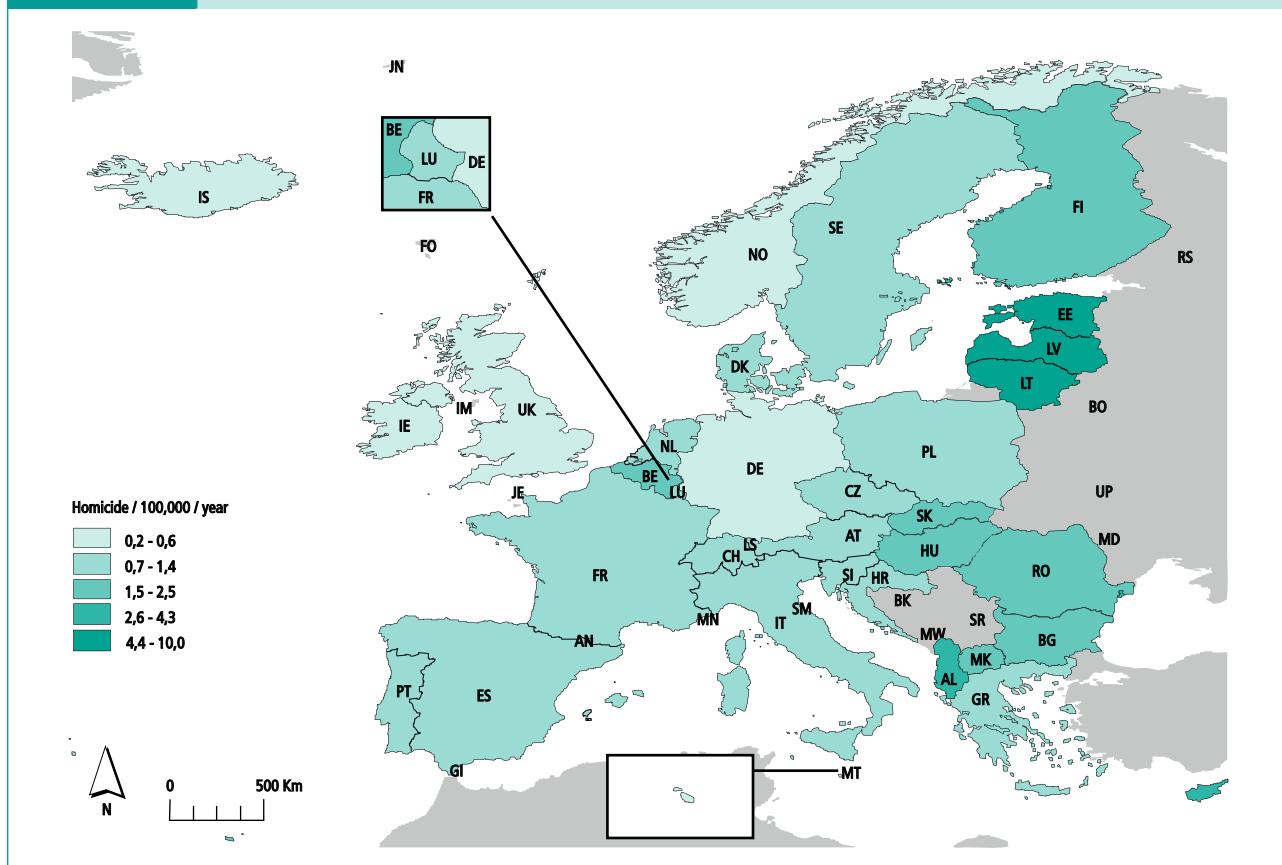 JN
BE
LU
DE
FR
IS
FO
SE
NO
FI
RS
EE
LV
LT
DK
BO
IM
UK
IE
NL
PL
DE
BE
LU
JE
CZ
UP
SK
MD
AT
LS
CH
HU
FR
SI
HR
RO
BK
SM
MN
IT
SR
MW
BG
AN
MK
AL
PT
ES
GR
GI
MT
Homicide / 100,000 / year
0,2 - 0,6
0,7 - 1,4
1,5 - 2,5
2,6 - 4,3
4,4 - 10,0
N
0 500 Km